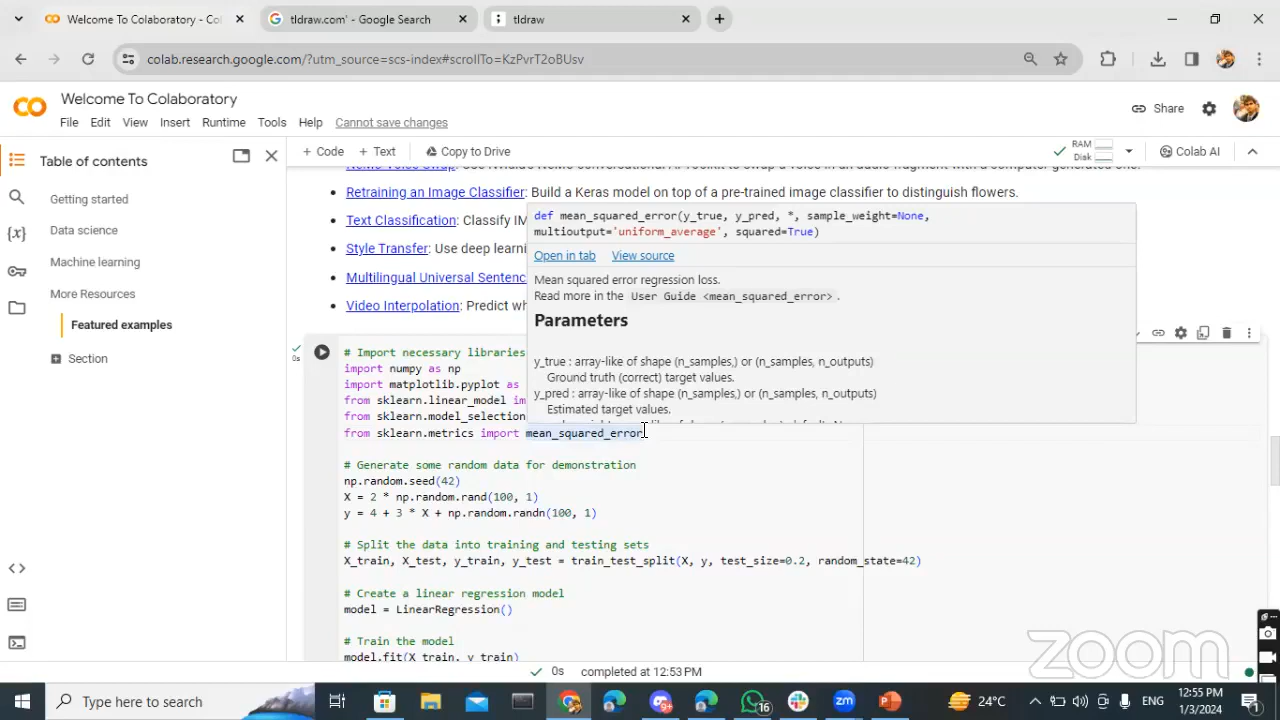 Welcome To Colaboratory - Col
tldraw.com' - Google Search
tldraw
colab.research.google.com/?utm_source=scs-index#scrollTo=KzPvrT2oBUsv
Welcome To Colaboratory
File Edit View Insert Runtime Tools Help Cannot save changes
Share
Table of contents
+ Code + Text Copy to Drive
RAM
Disk
Colab AI
Getting started
Data science
Machine learning
More Resources
Featured examples
Section
Retraining an Image Classifier: Build a Keras model on top of a pre-trained image classifier to distinguish flowers.
Text Classification: Classify IM
Style Transfer: Use deep learni
Multilingual Universal Sentenc
Video Interpolation: Predict wh
def mean_squared_error(y_true, y_pred, *, sample_weight=None,
multioutput='uniform_average', squared=True)
Open in tab View source
Mean squared error regression loss.
Read more in the User Guide <mean_squared_error> .
Parameters
y_true : array-like of shape (n_samples,) or (n_samples, n_outputs)
Ground truth (correct) target values.
y_pred : array-like of shape (n_samples,) or (n_samples, n_outputs)
Estimated target values.
0s
# Import necessary libraries
import numpy as np
import matplotlib.pyplot as
from sklearn.linear_model im
from sklearn.model_selection
from sklearn.metrics import mean_squared_error
# Generate some random data for demonstration
np.random.seed(42)
X = 2 * np.random.rand(100, 1)
y = 4 + 3 * X + np.random.randn(100, 1)
# Split the data into training and testing sets
X_train, X_test, y_train, y_test = train_test_split(X, y, test_size=0.2, random_state=42)
# Create a linear regression model
model = LinearRegression()
# Train the model
model.fit(X_train, y_train)
0s completed at 12:53 PM
zoom
Type here to search
9+
16
zm
24°C
ENG
12:55 PM
1/3/2024